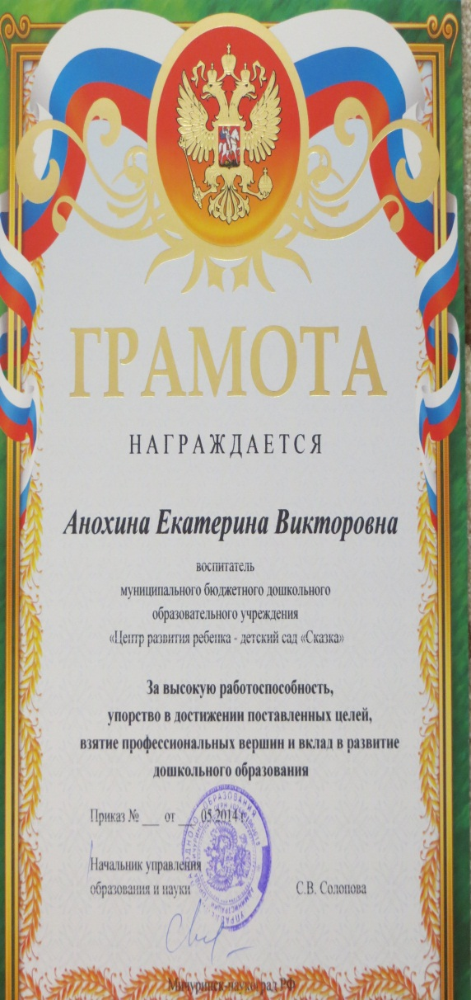 ГРАМОТА
НАГРАЖДАЕТСЯ
Анохина Екатерина Викторовна
воспитатель
муниципального бюджетного дошкольного
образовательного учреждения
«Центр развития ребенка - детский сад «Сказка»
За высокую работоспособность,
упорство в достижении поставленных целей,
взятие профессиональных вершин и вклад в развитие
дошкольного образования
Приказ № ___ от ___ 05.2014 г.
Начальник управления
образования и науки С.В. Солопова
Мичуринск-наукоград РФ